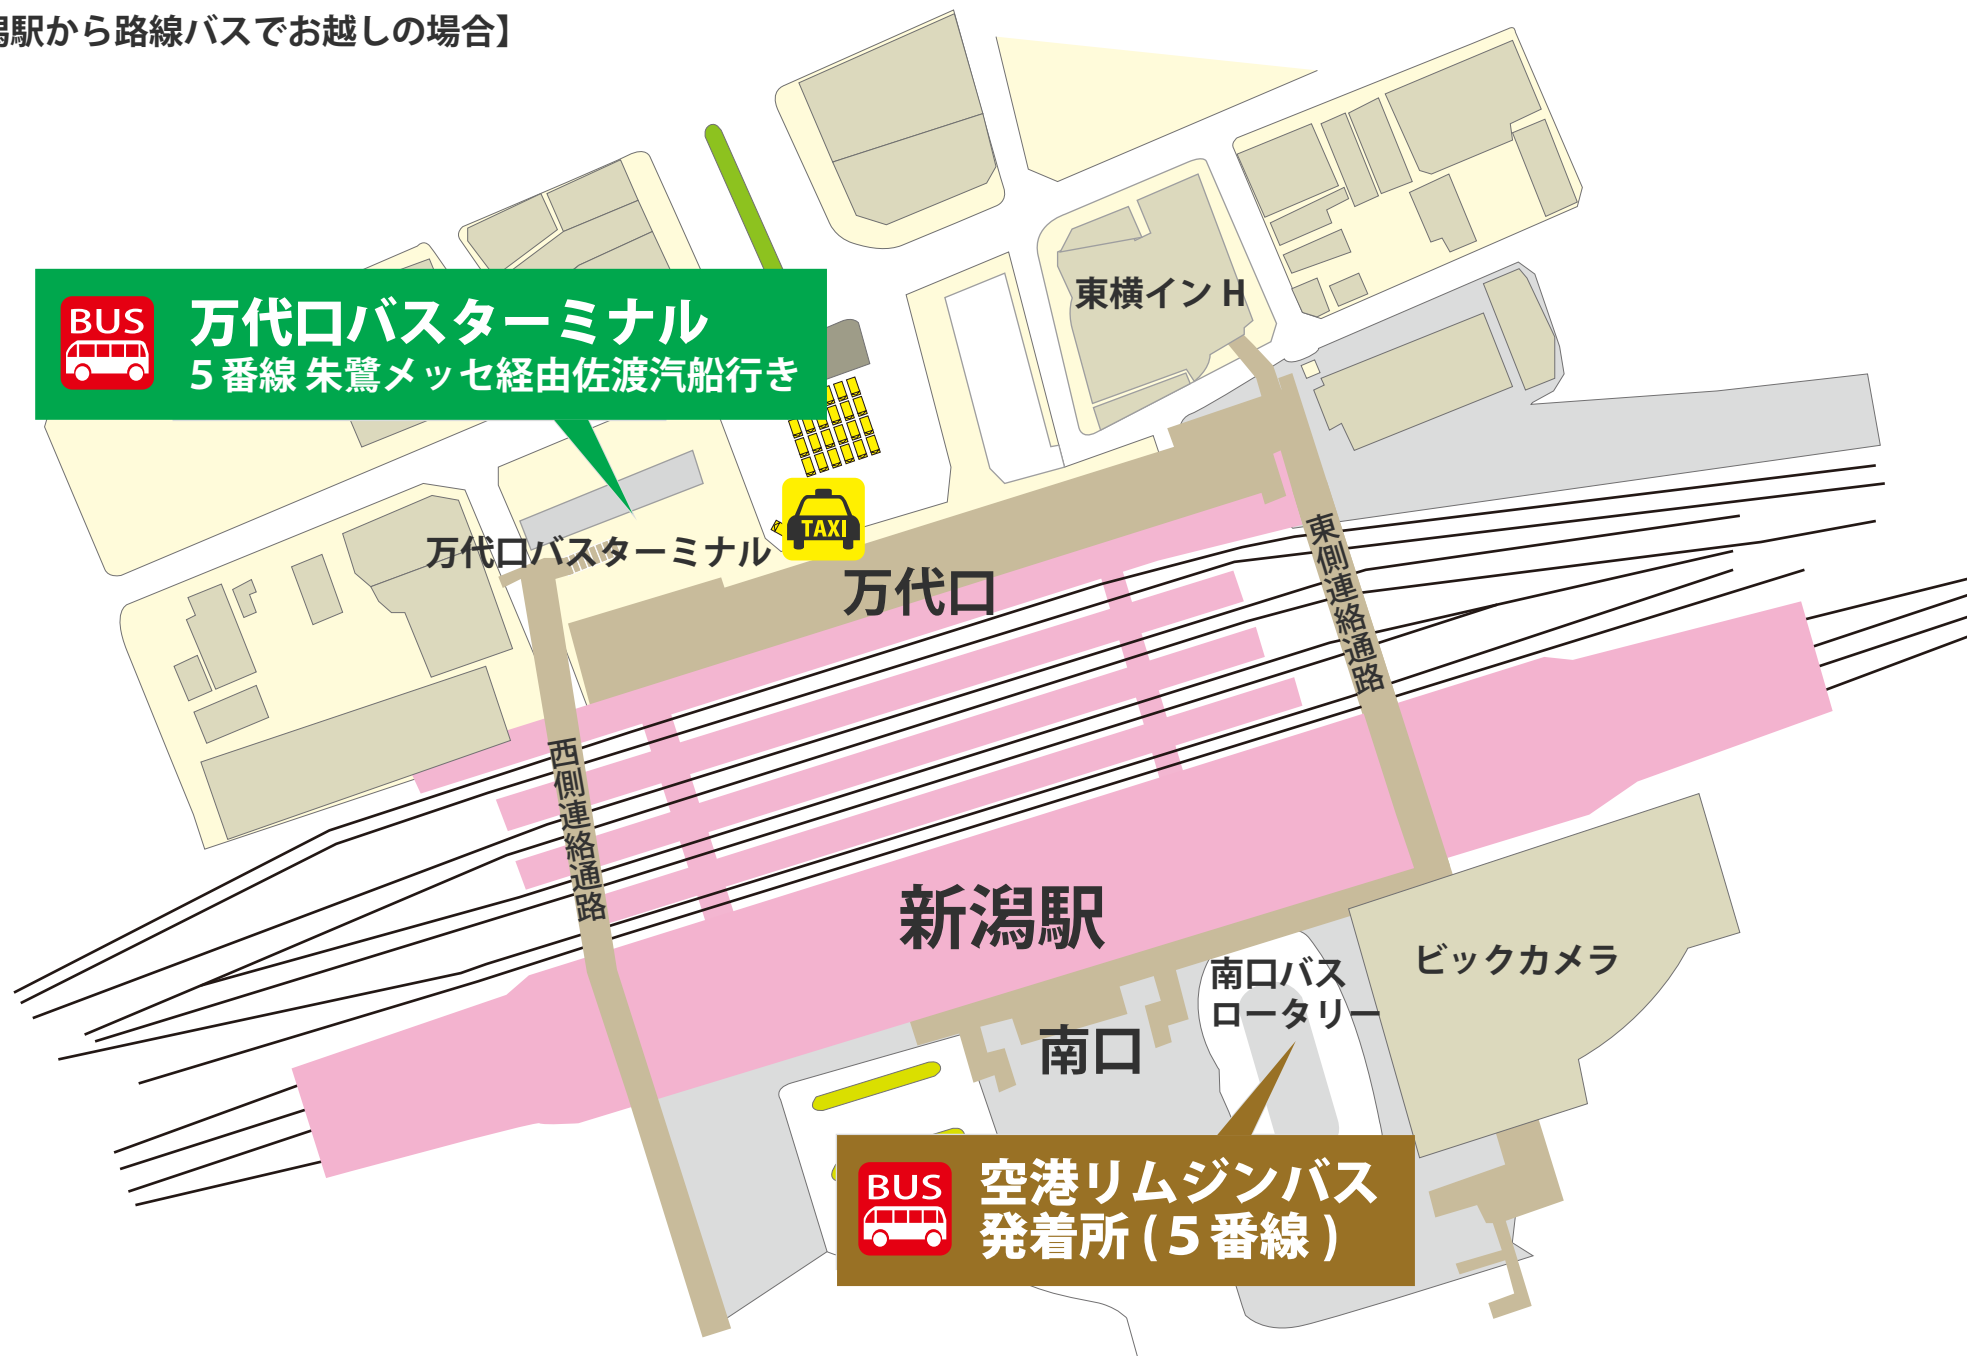 駅から路線バスでお越しの場合】
BUS
万代口バスターミナル
5番線 朱鷺メッセ経由佐渡汽船行き
東横イン H
TAXI
万代口バスターミナル
万代口
東側連絡通路
西側連絡通路
新潟駅
南口バス
ロータリー
ビックカメラ
南口
BUS
空港リムジンバス
発着所(5番線)